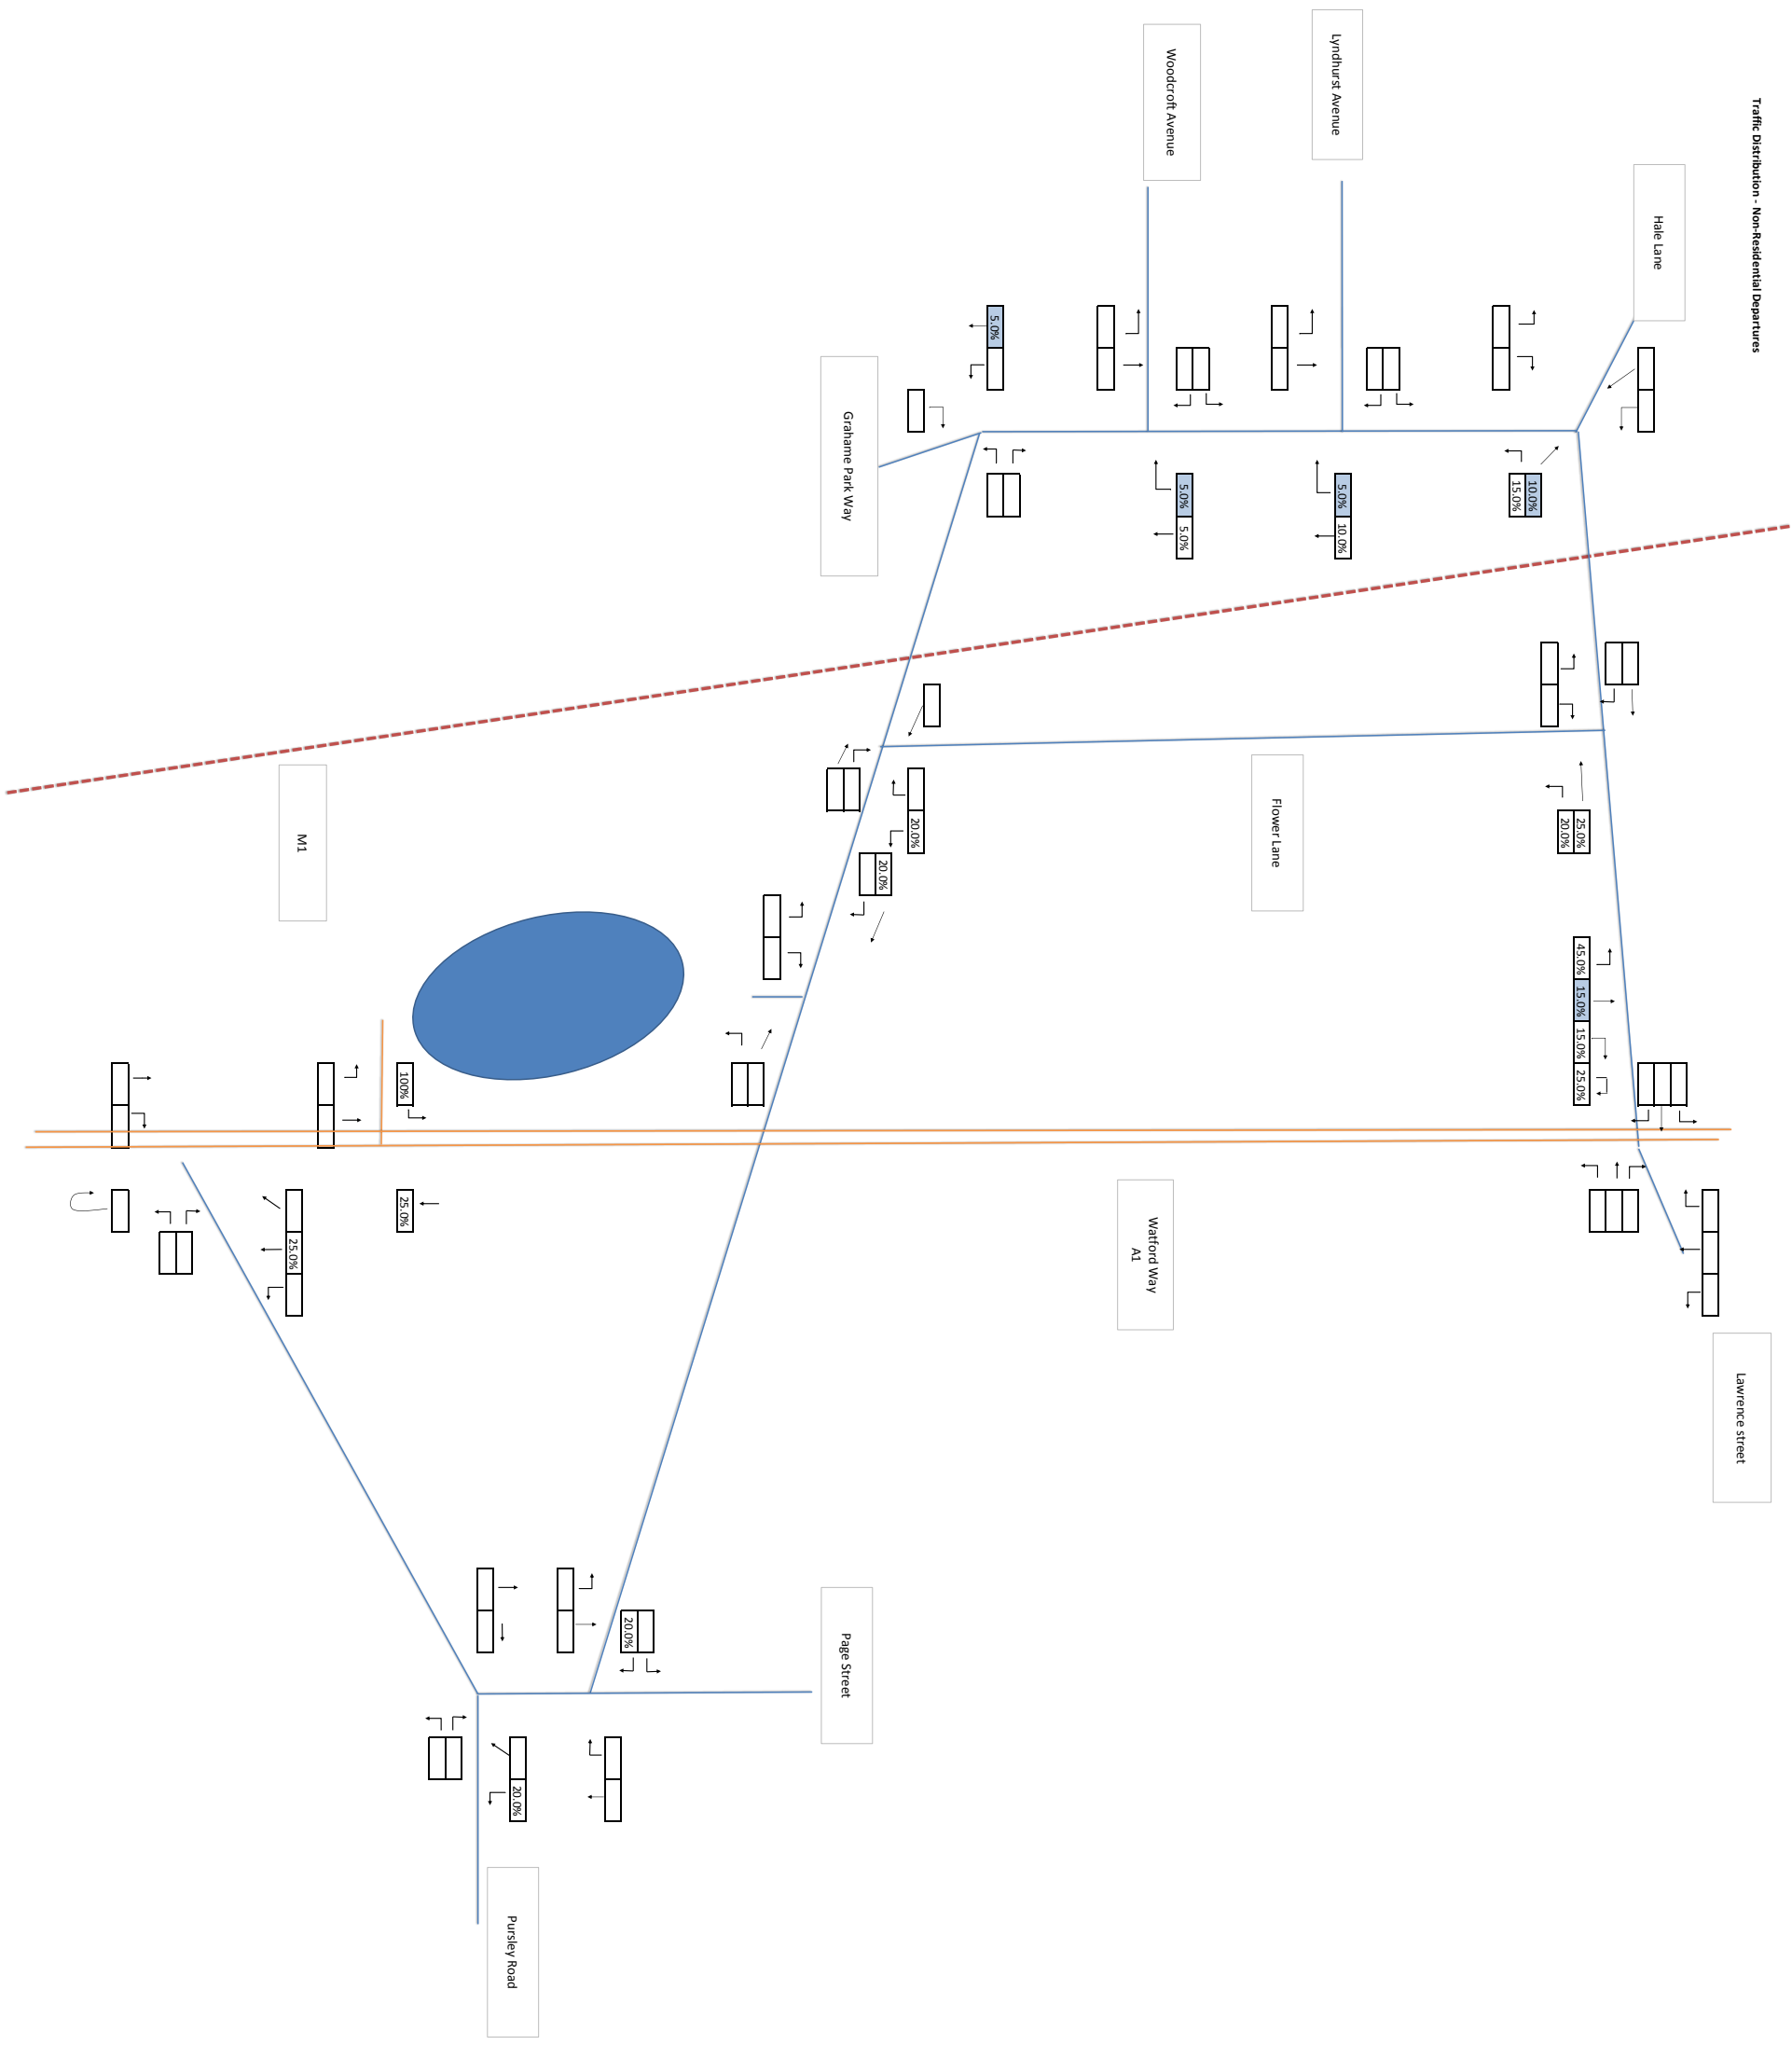 Traffic Distribution - Non-Residential Departures
Lawrence street
Hale Lane
25.0%
45.0% 15.0% 15.0% 25.0%
20.0%
10.0%
15.0%
5.0% 10.0%
Lyndhurst Avenue
Flower Lane
5.0% 5.0%
Woodcroft Avenue
Watford Way
A1
5.0%
20.0%
20.0%
Grahame Park Way
Page Street
20.0%
20.0%
Pursley Road
100%
25.0%
M1
25.0%